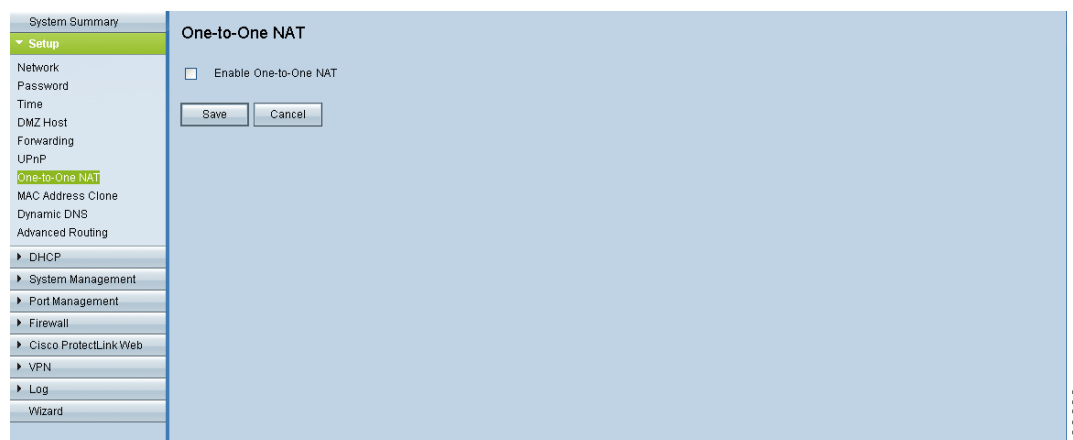 System Summary
Setup
Network
Password
Time
DMZ Host
Forwarding
UPnP
One-to-One NAT
MAC Address Clone
Dynamic DNS
Advanced Routing
DHCP
System Management
Port Management
Firewall
Cisco ProtectLink Web
VPN
Log
Wizard
One-to-One NAT
Enable One-to-One NAT
Save Cancel